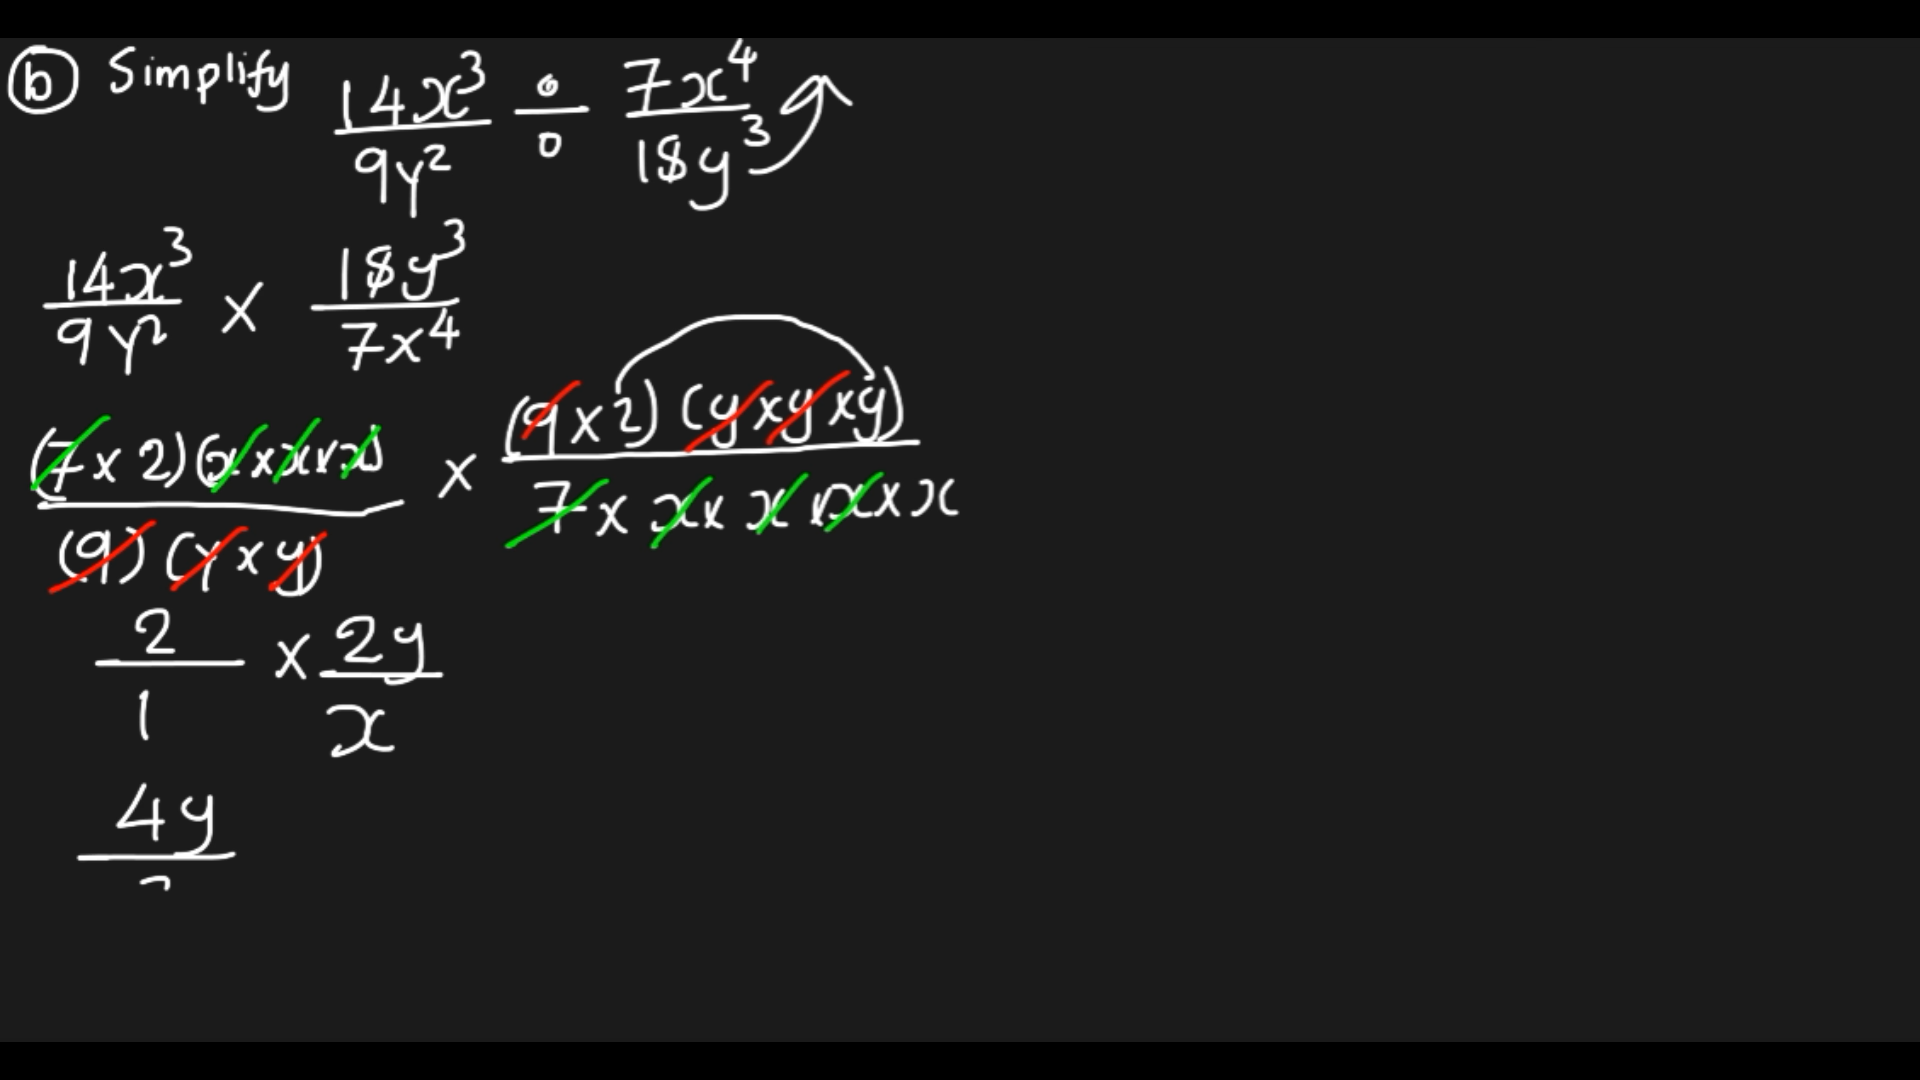 (b) Simplify 14x³/9y² ÷ 7x⁴/18y³
14x³/9y² × 18y³/7x⁴
(7×2)(x×x×x)/(9)(y×y) × (9×2)(y×y×y)/7×x×x×x×x
2/1 × 2y/x
4y/